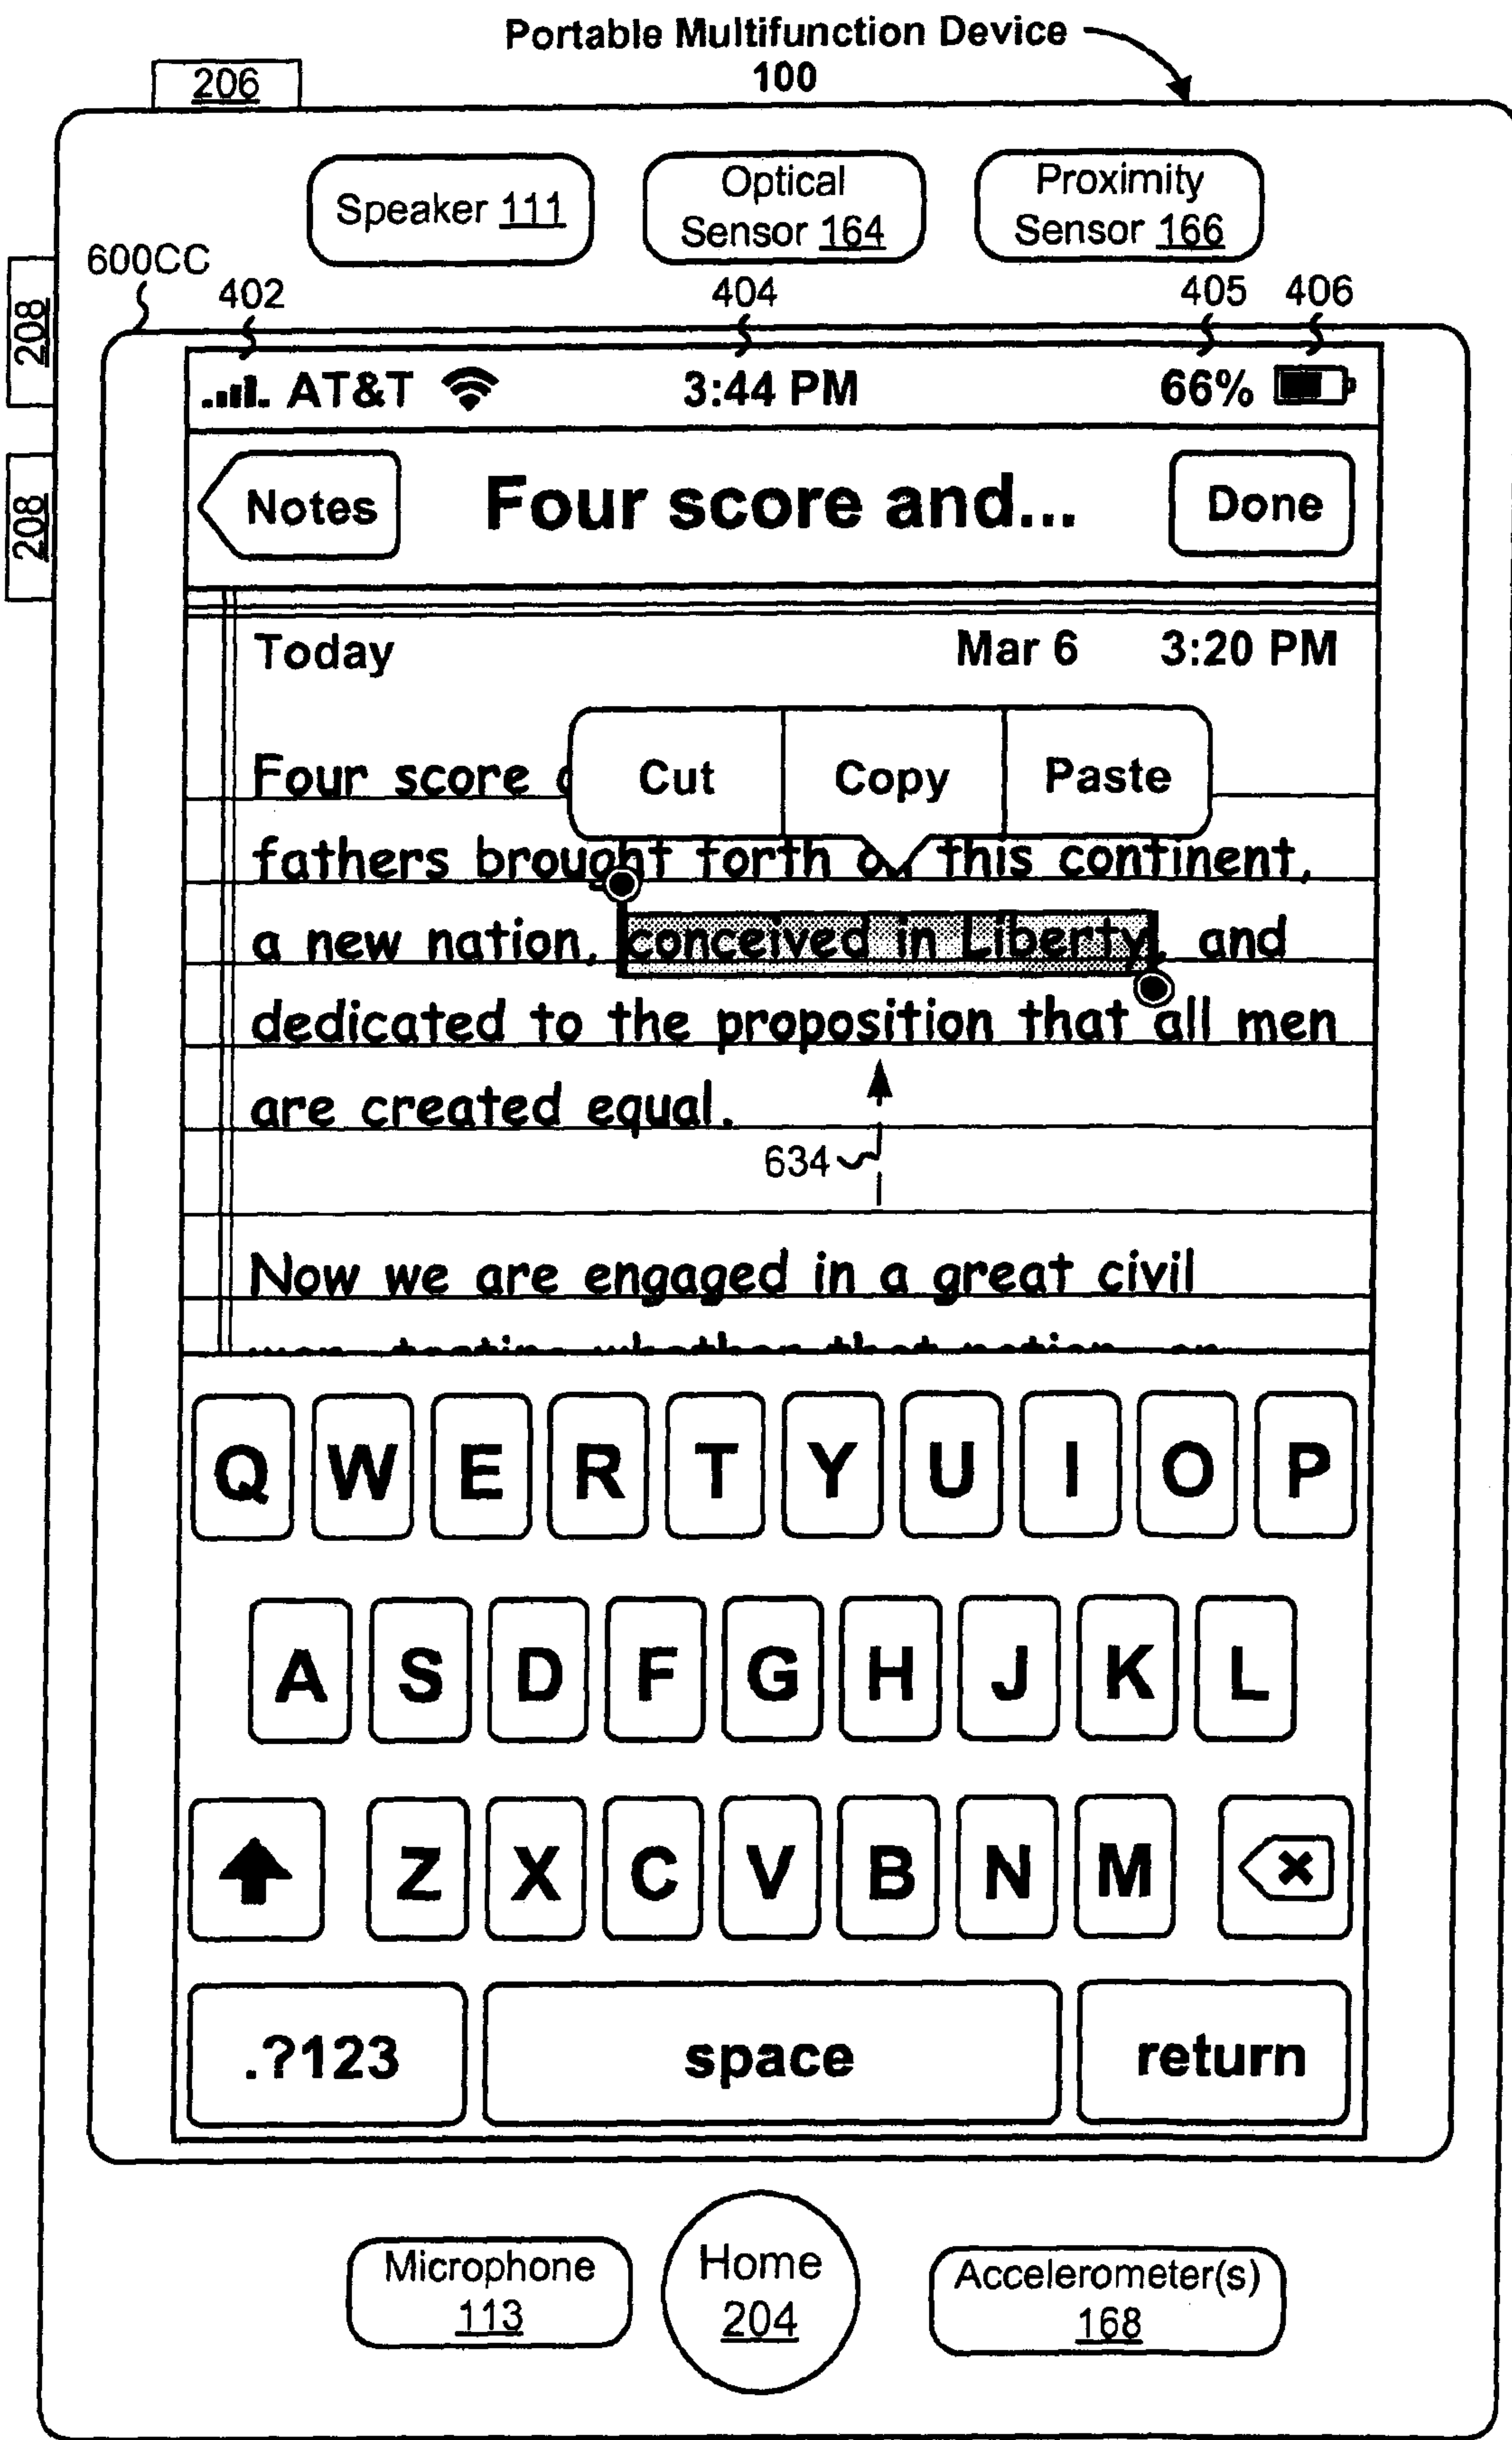 Portable Multifunction Device
100
206
Speaker 111
Optical
Sensor 164
Proximity
Sensor 166
600CC
402
404
405
406
208
208
AT&T 3:44 PM 66%
Notes Four score and... Done
Today Mar 6 3:20 PM
Cut Copy Paste
Four score
fathers brought forth this continent,
a new nation, conceived in Liberty, and
dedicated to the proposition that all men
are created equal.
634
Now we are engaged in a great civil
Q W E R T Y U I O P
A S D F G H J K L
Z X C V B N M
.?123 space return
Microphone
113
Home
204
Accelerometer(s)
168